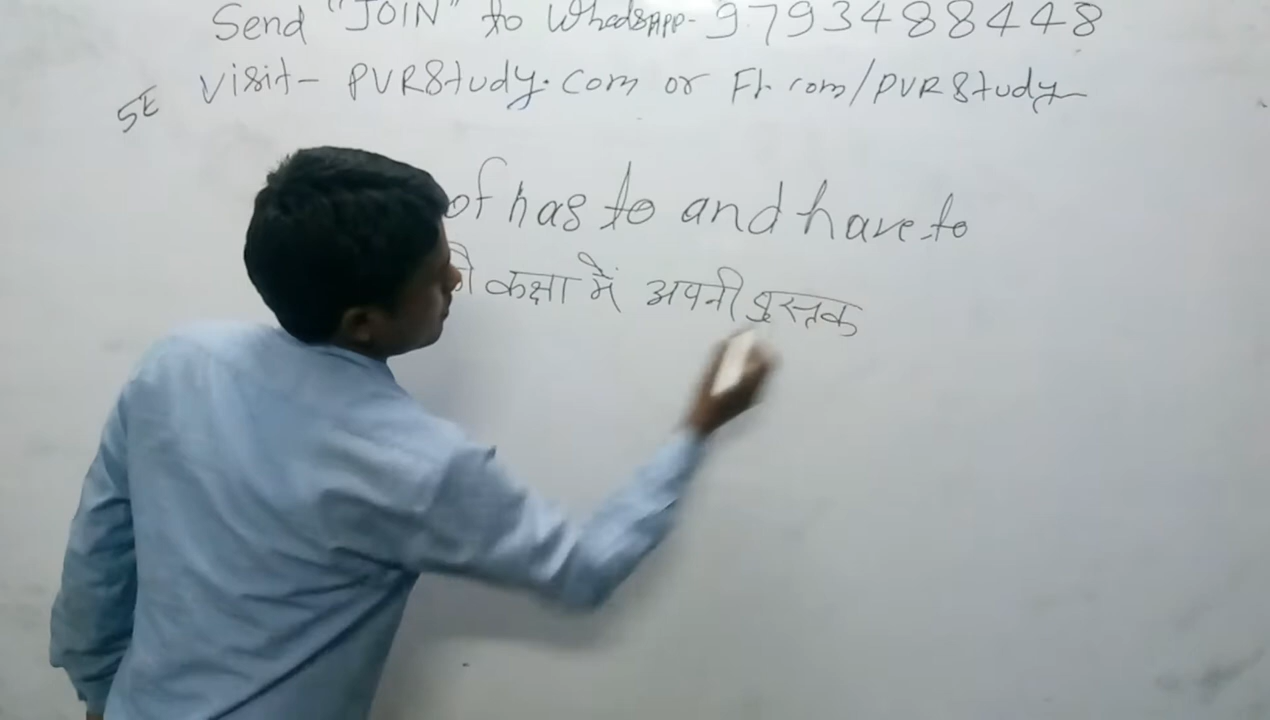 Send "JOIN" to WhatsApp- 9793488448
Visit- PVRStudy.com or Fb.com/PVRStudy
SE
of has to and have to
कक्षा में अपनी पुस्तक